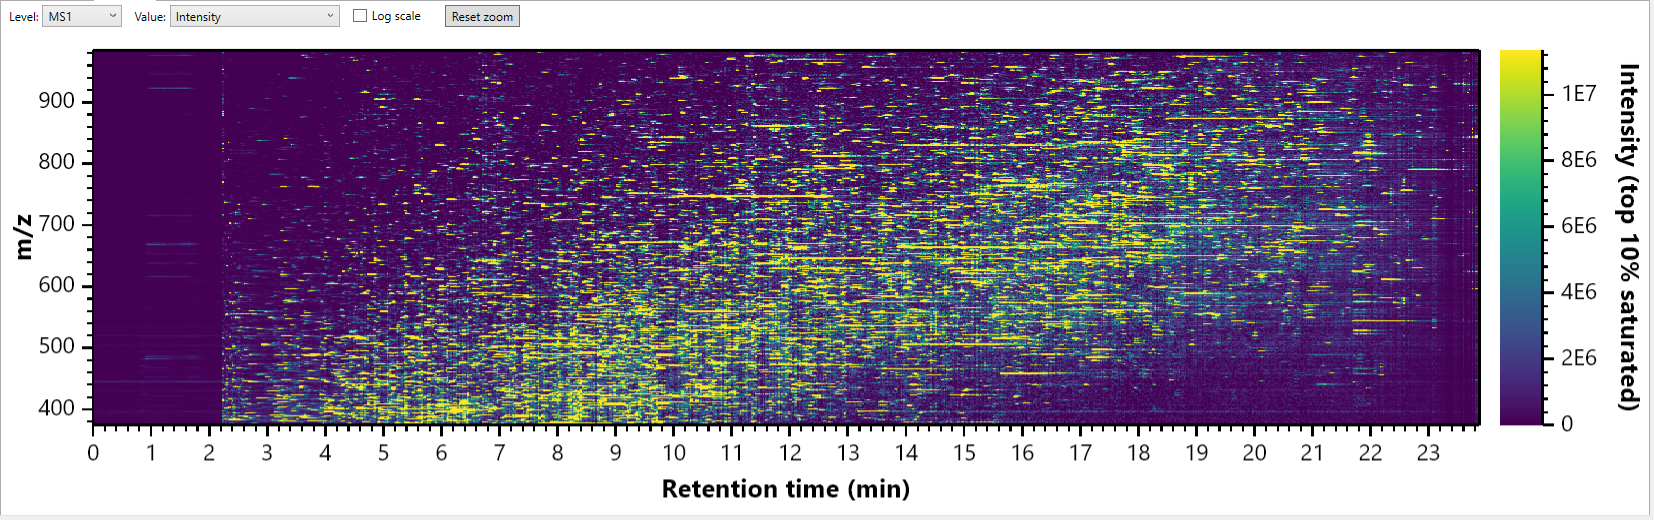 Level: MS1 Value: Intensity Log scale Reset zoom
900
800
700
600
500
400
m/z
0 1 2 3 4 5 6 7 8 9 10 11 12 13 14 15 16 17 18 19 20 21 22 23
Retention time (min)
1E7
8E6
6E6
4E6
2E6
0
Intensity (top 10% saturated)